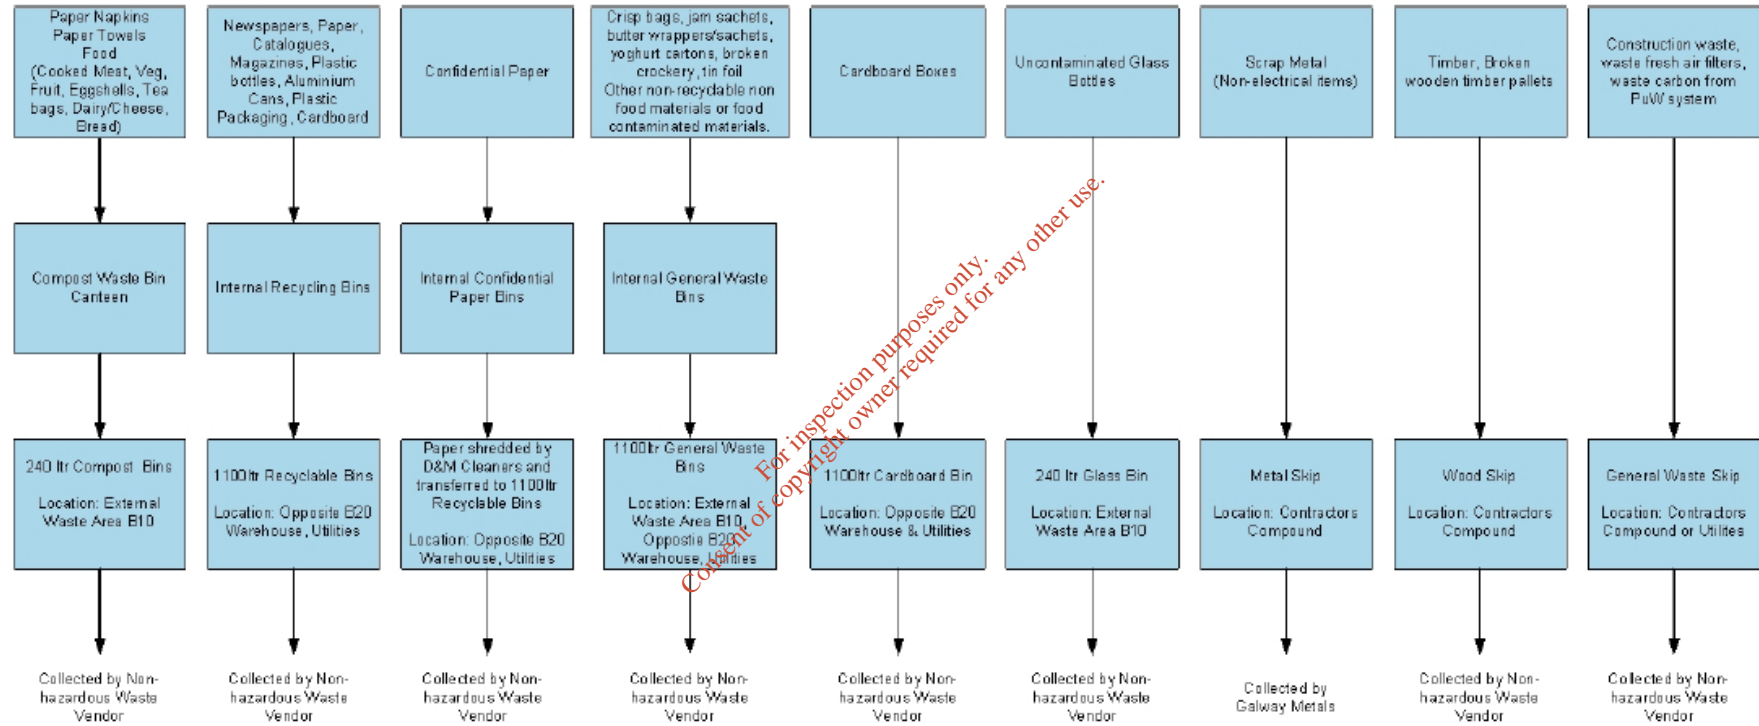 Paper Napkins
Paper Towels
Food
(Cooked Meat, Veg,
Fruit, Eggshells, Tea
bags, Dairy/Cheese,
Bread)
Newspapers, Paper,
Catalogues,
Magazines, Plastic
bottles, Aluminium
Cans, Plastic
Packaging, Cardboard
Confidential Paper
Crisp bags, jam sachets,
butter wrappers/sachets,
yoghurt cartons, broken
crockery, tin foil
Other non-recyclable non
food materials or food
contaminated materials.
Cardboard Boxes
Uncontaminated Glass
Bottles
Scrap Metal
(Non-electrical items)
Timber, Broken
wooden timber pallets
Construction waste,
waste fresh air filters,
waste carbon from
PuW system
Compost Waste Bin
Canteen
Internal Recycling Bins
Internal Confidential
Paper Bins
Internal General Waste
Bins
240 ltr Compost Bins
Location: External
Waste Area B10
1100ltr Recyclable Bins
Location: Opposite B20
Warehouse, Utilities
Paper shredded by
D&M Cleaners and
transferred to 1100ltr
Recyclable Bins
Location: Opposite B20
Warehouse, Utilities
1100ltr General Waste
Bins
Location: External
Waste Area B10,
Oppostie B20,
Warehouse, Utilities
1100ltr Cardboard Bin
Location: Opposite B20
Warehouse & Utilities
240 ltr Glass Bin
Location: External
Waste Area B10
Metal Skip
Location: Contractors
Compound
Wood Skip
Location: Contractors
Compound
General Waste Skip
Location: Contractors
Compound or Utilites
Collected by Non-
hazardous Waste
Vendor
Collected by Non-
hazardous Waste
Vendor
Collected by Non-
hazardous Waste
Vendor
Collected by Non-
hazardous Waste
Vendor
Collected by Non-
hazardous Waste
Vendor
Collected by Non-
hazardous Waste
Vendor
Collected by
Galway Metals
Collected by Non-
hazardous Waste
Vendor
Collected by Non-
hazardous Waste
Vendor
For inspection purposes only.
Consent of copyright owner required for any other use.